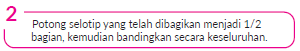 2
Potong selotip yang telah dibagikan menjadi 1/2
bagian, kemudian bandingkan secara keseluruhan.